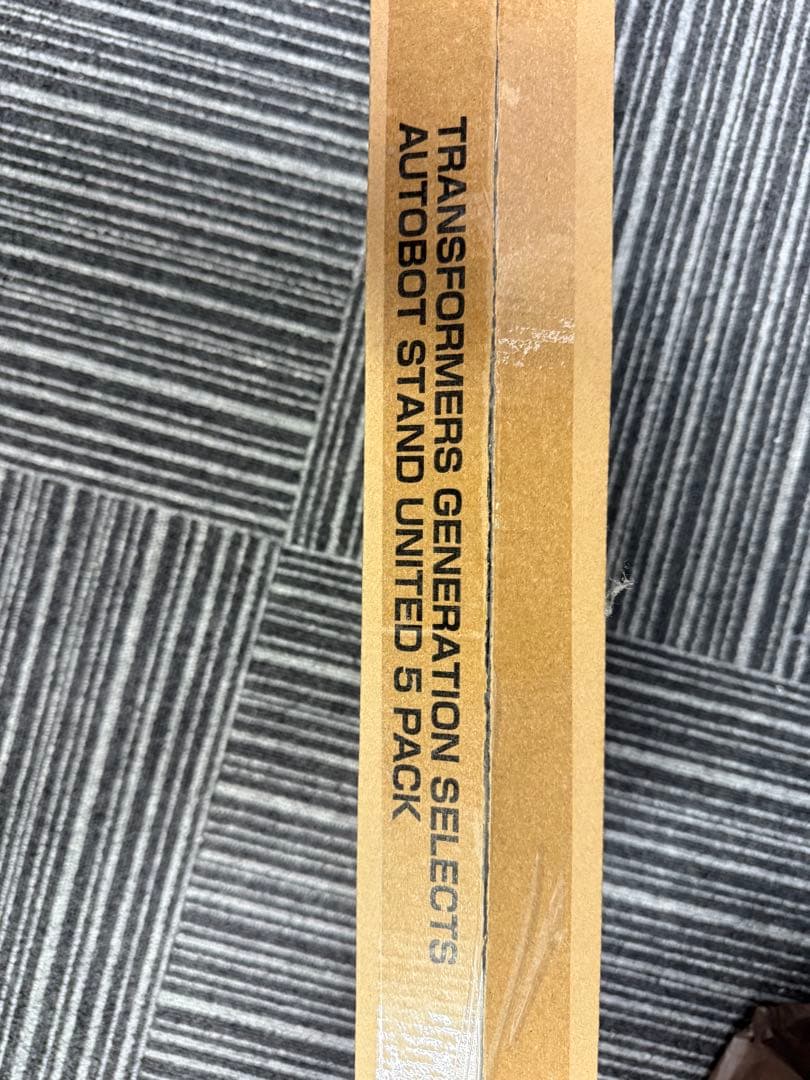 TRANSFORMERS GENERATION SELECTS
AUTOBOT STAND UNITED 5 PACK